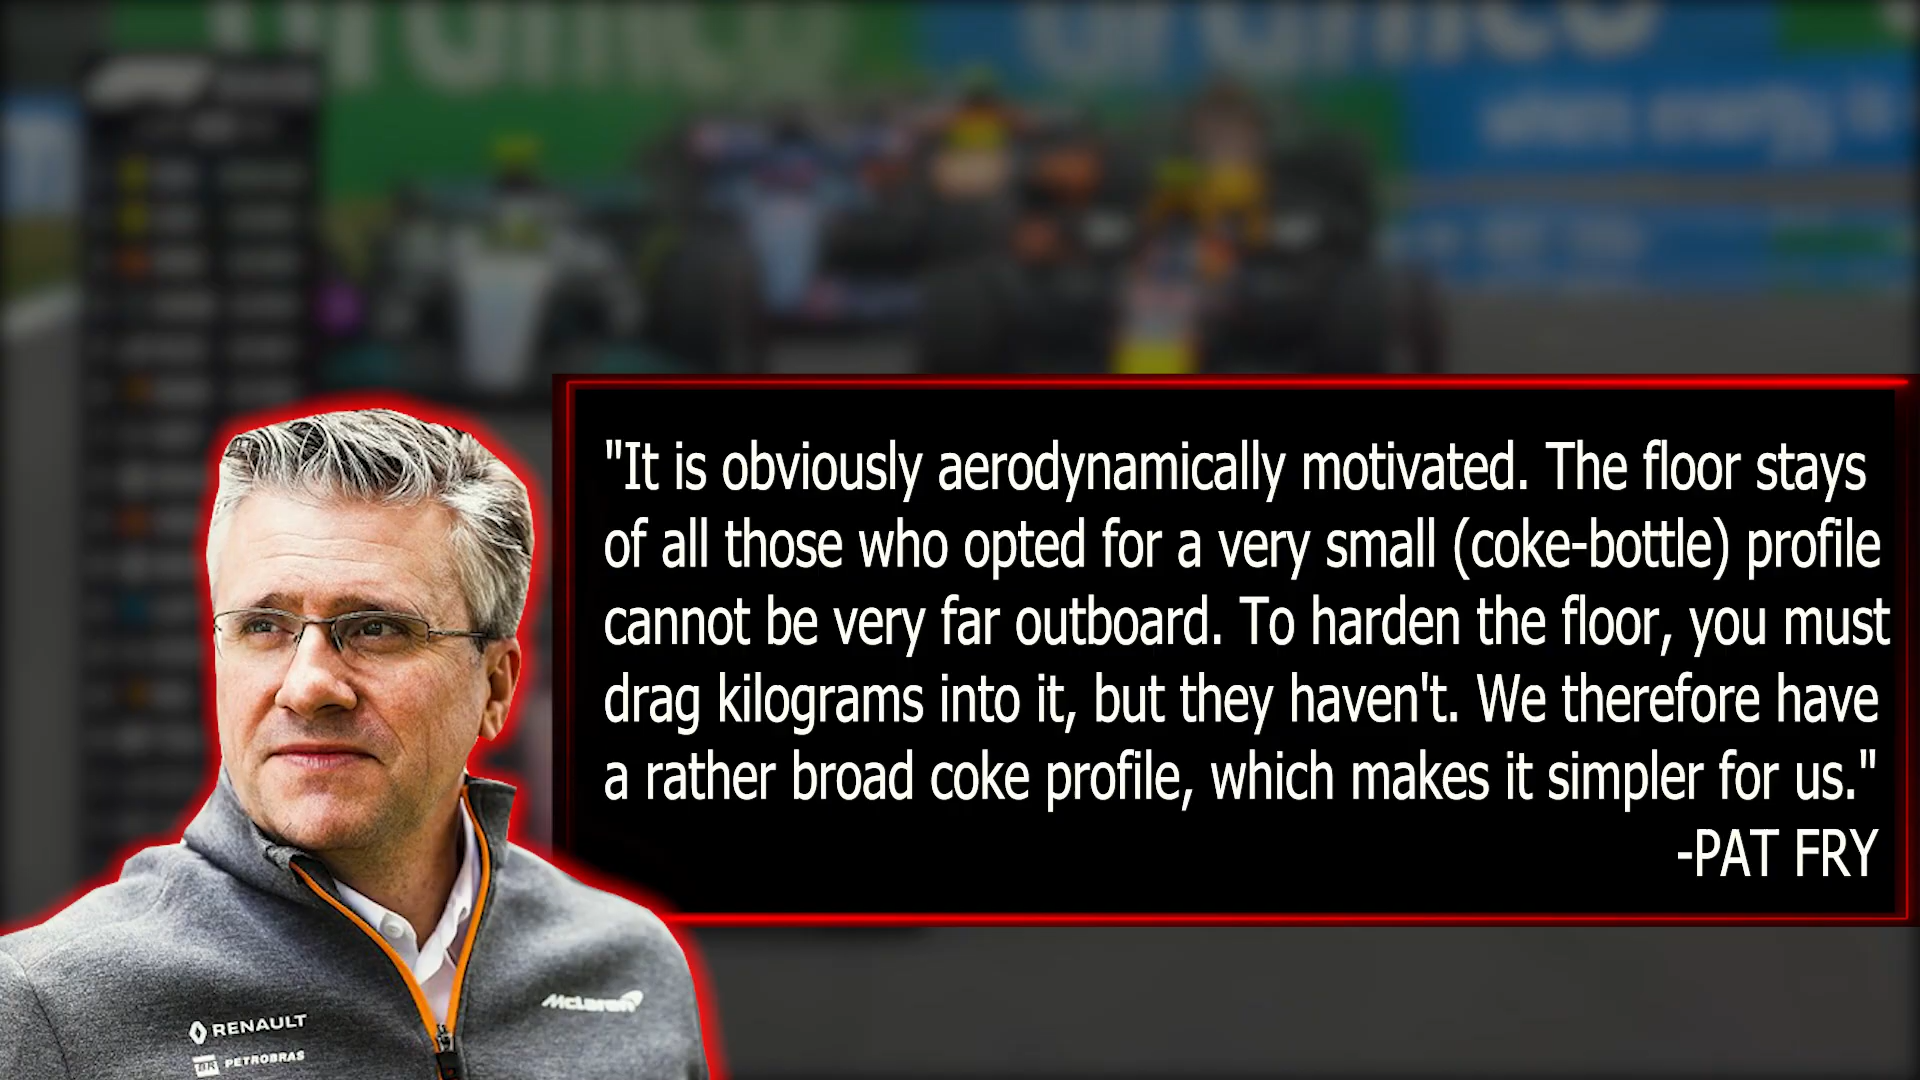 "It is obviously aerodynamically motivated. The floor stays
of all those who opted for a very small (coke-bottle) profile
cannot be very far outboard. To harden the floor, you must
drag kilograms into it, but they haven't. We therefore have
a rather broad coke profile, which makes it simpler for us."
-PAT FRY
McLaren
RENAULT
BR PETROBRAS